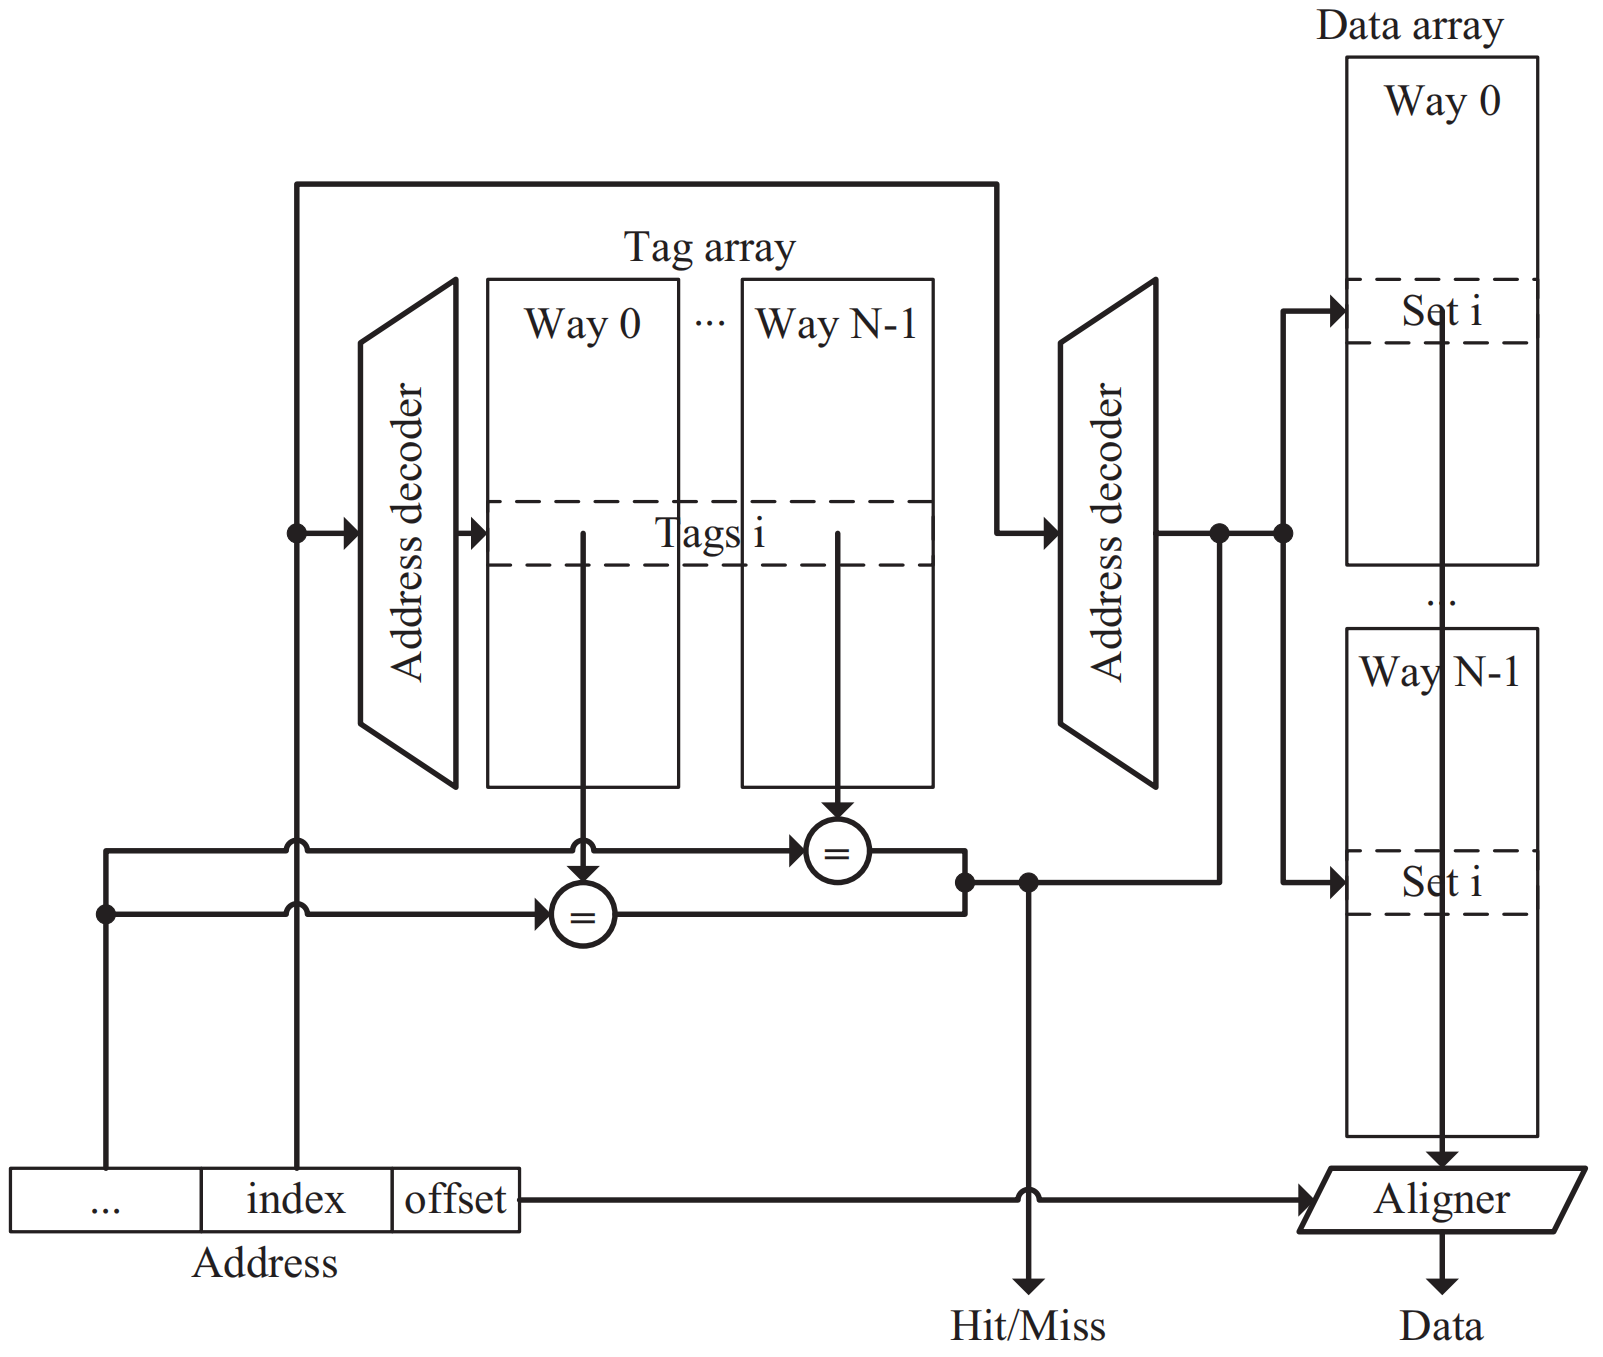 Data array
Way 0
Tag array
Set i
Way 0
...
Way N-1
Address decoder
Tags i
Address decoder
...
Way N-1
=
Set i
=
...
index
offset
Aligner
Address
Hit/Miss
Data